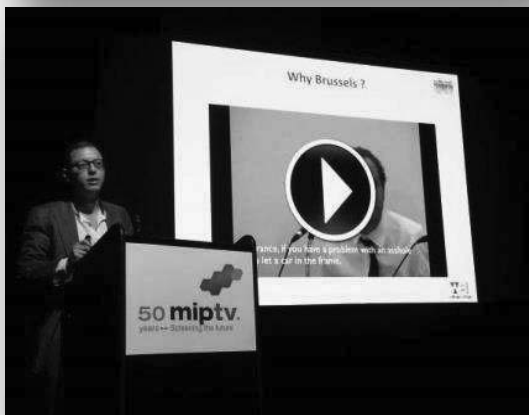 Why Brussels ?
rance, if you have a problem with an asshole
let a car in the frame.
50 miptv.
years Screening the future